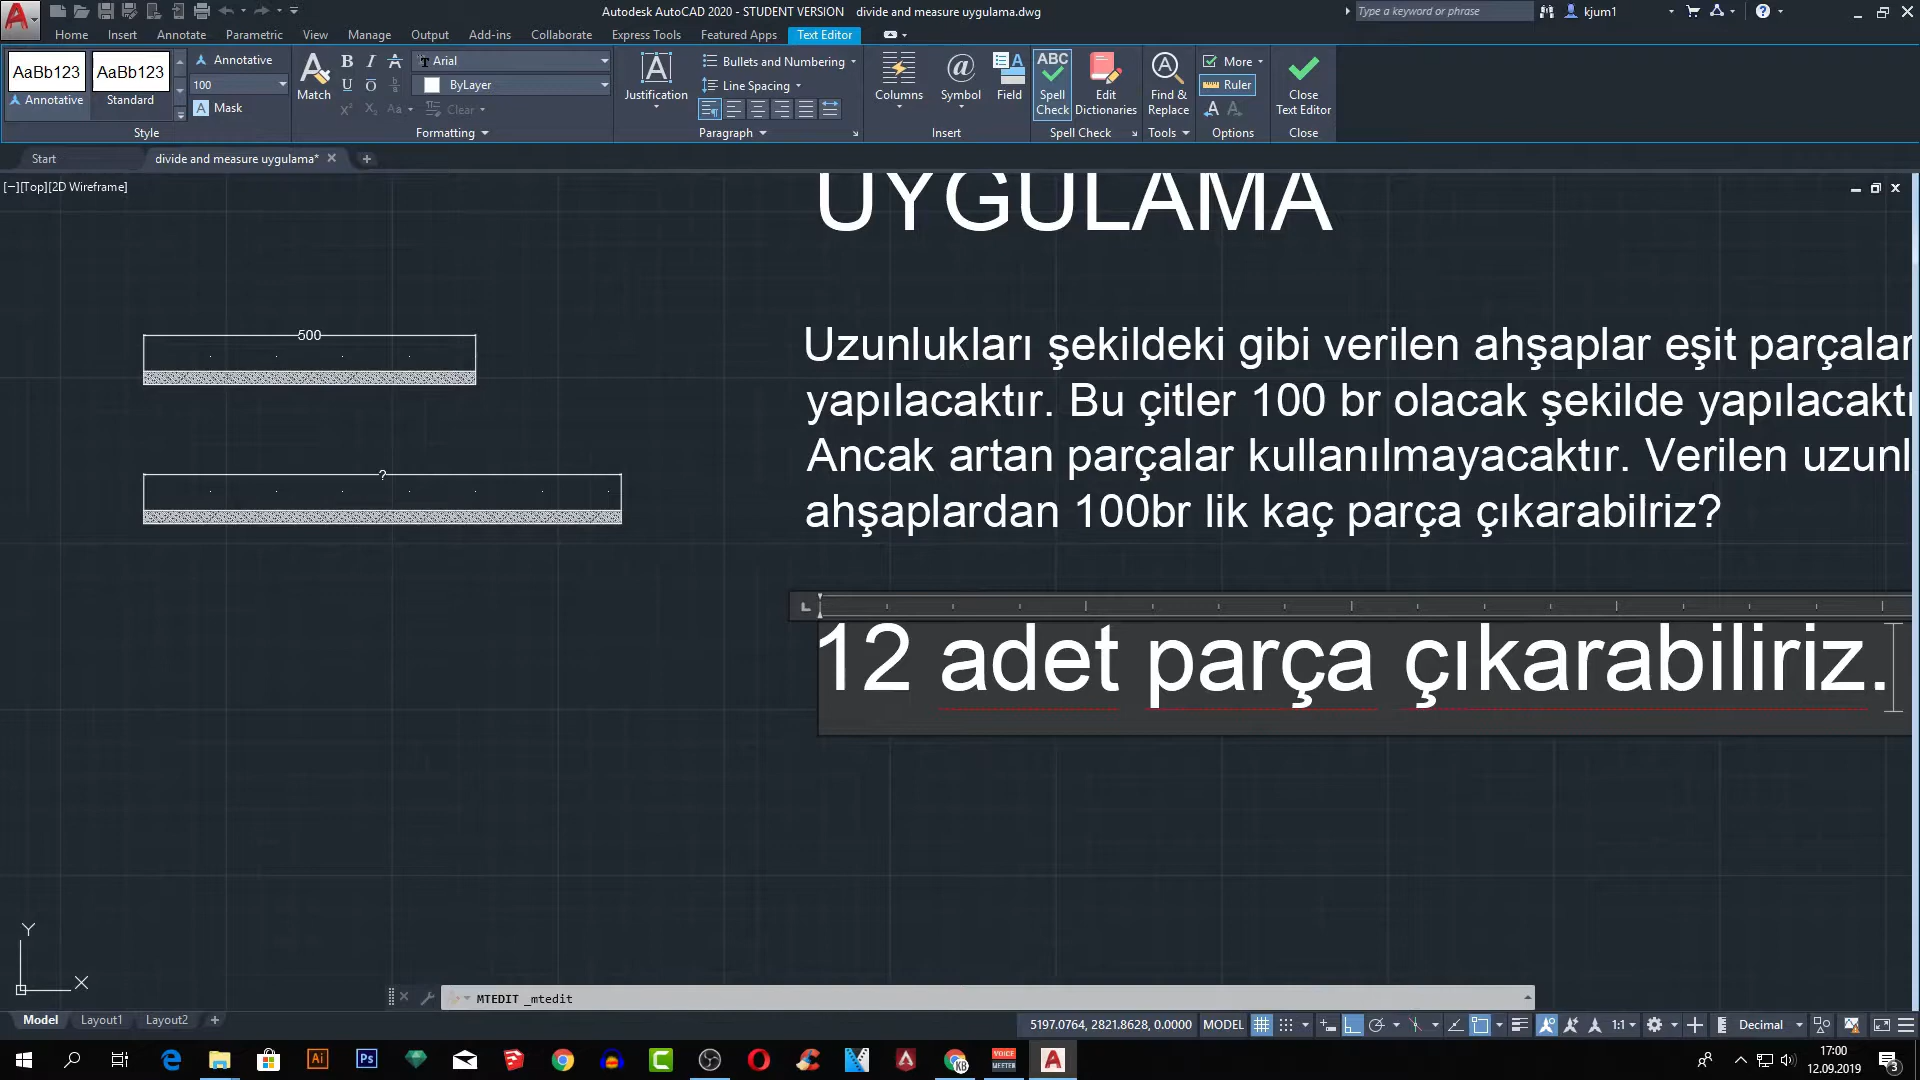 Autodesk AutoCAD 2020 - STUDENT VERSION divide and measure uygulama.dwg
Type a keyword or phrase
kjum1
Home Insert Annotate Parametric View Manage Output Add-ins Collaborate Express Tools Featured Apps Text Editor
AaBb123 AaBb123
Annotative Standard
Annotative
100
Mask
Style
Match
B I A
U O
Aa Clear
Arial
ByLayer
Formatting
Justification
Bullets and Numbering
Line Spacing
Paragraph
Columns
Symbol
Field
Insert
ABC
Spell Check
Edit Dictionaries
Spell Check
Find & Replace
Tools
More
Ruler
Options
Close Text Editor
Close
Start
divide and measure uygulama*
[−][Top][2D Wireframe]
UYGULAMA
500
?
Uzunlukları şekildeki gibi verilen ahşaplar eşit parçalar
yapılacaktır. Bu çitler 100 br olacak şekilde yapılacaktı
Ancak artan parçalar kullanılmayacaktır. Verilen uzunl
ahşaplardan 100br lik kaç parça çıkarabilriz?
12 adet parça çıkarabiliriz.
Y
X
MTEDIT _mtedit
Model Layout1 Layout2
5197.0764, 2821.8628, 0.0000 MODEL
1:1
Decimal
17:00
12.09.2019
3